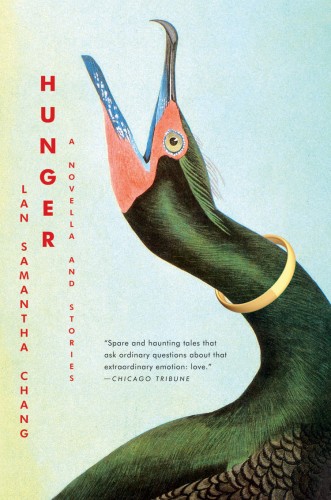 HUNGER
A NOVELLA AND STORIES
LAN SAMANTHA CHANG
"Spare and haunting tales that
ask ordinary questions about that
extraordinary emotion: love."
—CHICAGO TRIBUNE